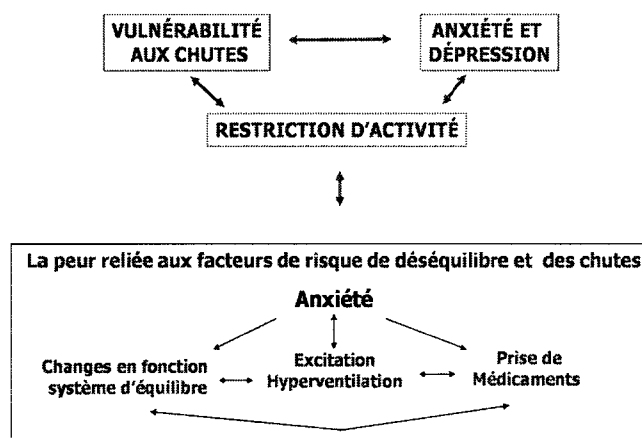 VULNÉRABILITÉ
AUX CHUTES
ANXIÉTÉ ET
DÉPRESSION
RESTRICTION D'ACTIVITÉ
La peur reliée aux facteurs de risque de déséquilibre et des chutes
Anxiété
Changes en fonction
système d'équilibre
Excitation
Hyperventilation
Prise de
Médicaments